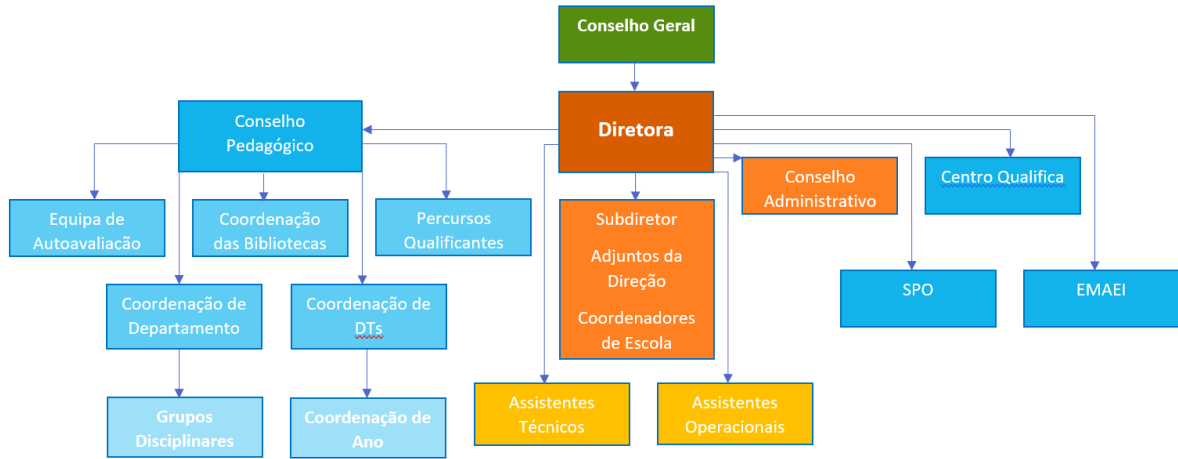 Conselho Geral
Conselho
Pedagógico
Diretora
Conselho
Administrativo
Centro Qualifica
Equipa de
Autoavaliação
Coordenação
das Bibliotecas
Percursos
Qualificantes
Subdiretor
Adjuntos da
Direção
Coordenadores
de Escola
SPO
EMAEI
Coordenação de
Departamento
Coordenação de
DTs
Grupos
Disciplinares
Coordenação de
Ano
Assistentes
Técnicos
Assistentes
Operacionais